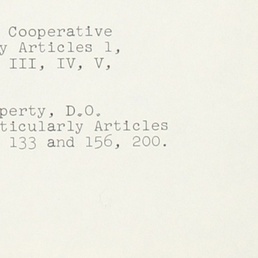 Cooperative
y Articles 1,
III, IV, V,
perty, D.O.
ticularly Articles
133 and 156, 200.